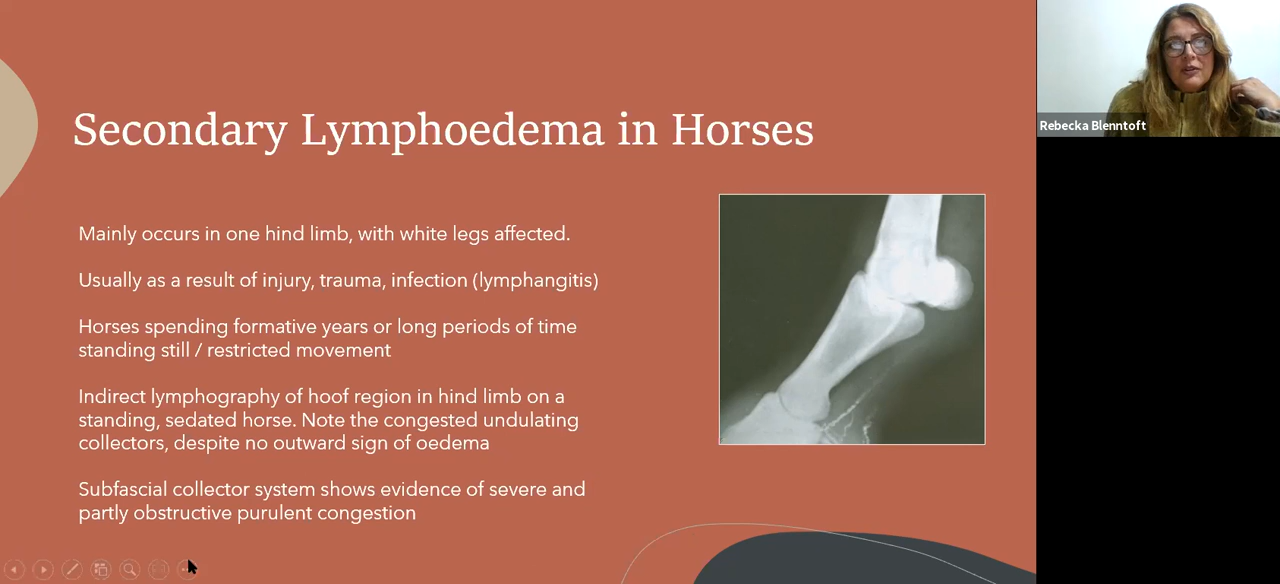 Secondary Lymphoedema in Horses
Mainly occurs in one hind limb, with white legs affected.
Usually as a result of injury, trauma, infection (lymphangitis)
Horses spending formative years or long periods of time
standing still / restricted movement
Indirect lymphography of hoof region in hind limb on a
standing, sedated horse. Note the congested undulating
collectors, despite no outward sign of oedema
Subfascial collector system shows evidence of severe and
partly obstructive purulent congestion
Rebecka Blenntoft